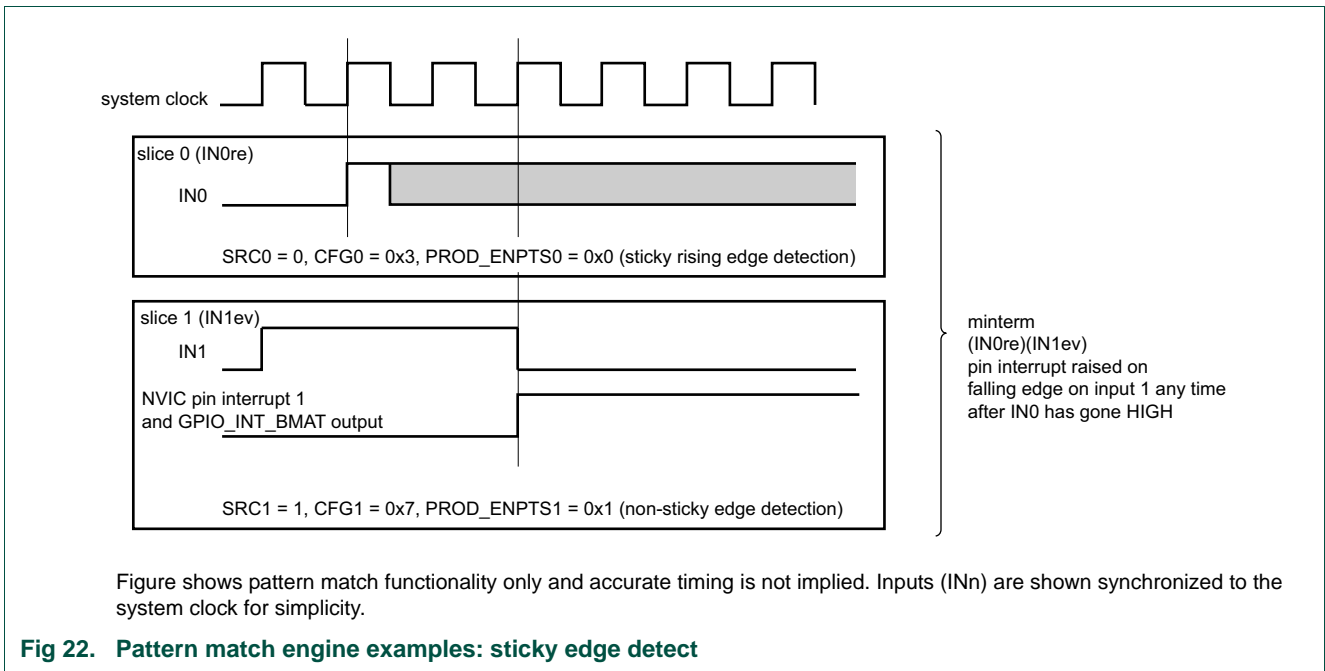 system clock
slice 0 (IN0re)
IN0
SRC0 = 0, CFG0 = 0x3, PROD_ENPTS0 = 0x0 (sticky rising edge detection)
slice 1 (IN1ev)
IN1
NVIC pin interrupt 1
and GPIO_INT_BMAT output
SRC1 = 1, CFG1 = 0x7, PROD_ENPTS1 = 0x1 (non-sticky edge detection)
minterm
(IN0re)(IN1ev)
pin interrupt raised on
falling edge on input 1 any time
after IN0 has gone HIGH
Figure shows pattern match functionality only and accurate timing is not implied. Inputs (INn) are shown synchronized to the
system clock for simplicity.
Fig 22. Pattern match engine examples: sticky edge detect